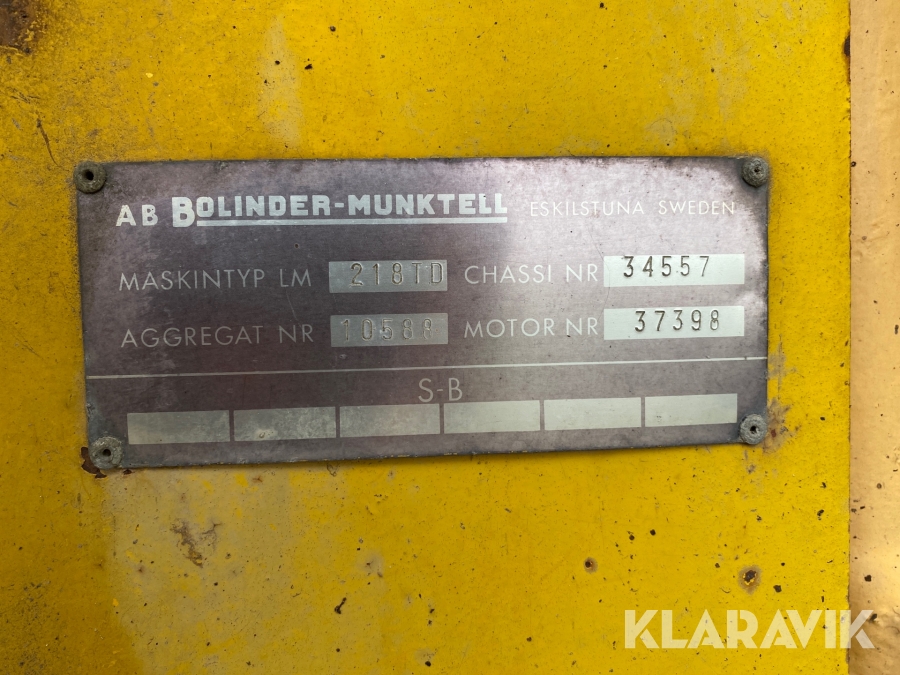 AB BOLINDER-MUNKTELL ESKILSTUNA SWEDEN
MASKINTYP LM 218TD CHASSI NR 34557
AGGREGAT NR 10588 MOTOR NR 37398
S-B
KLARAVIK